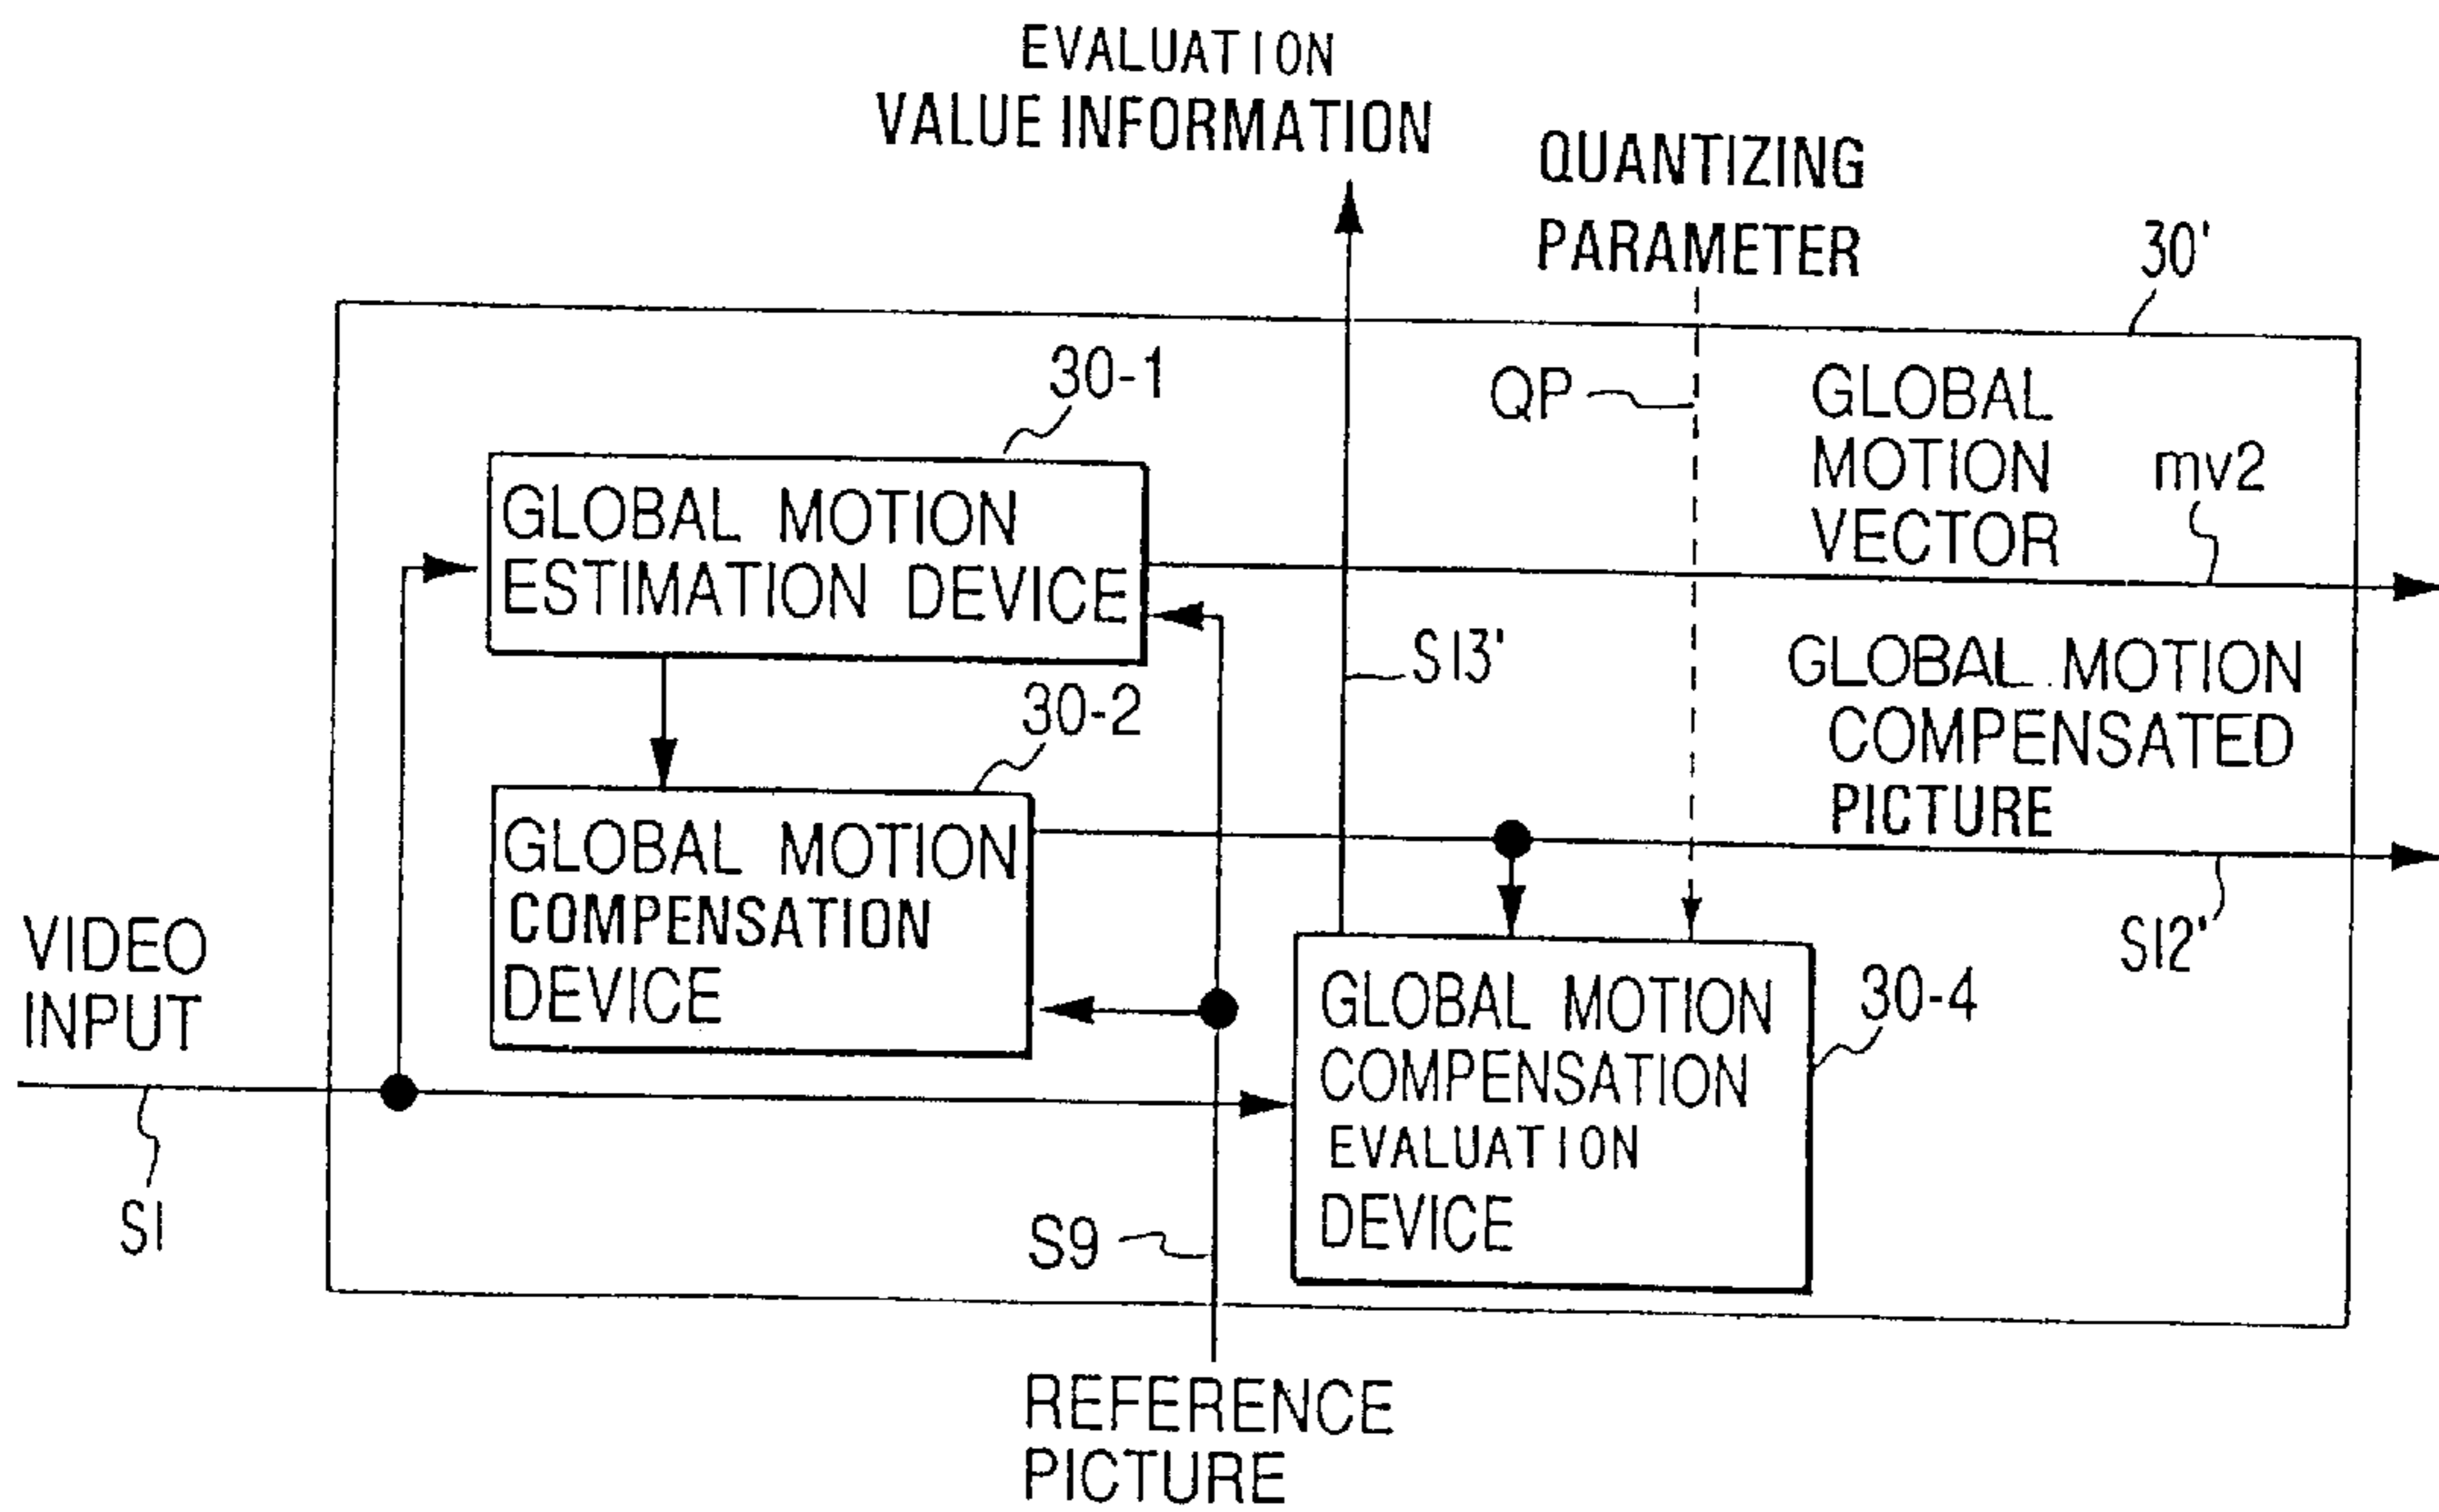 EVALUATION
VALUE INFORMATION
QUANTIZING
PARAMETER
30'
30-1
QP
GLOBAL
MOTION
VECTOR
mv2
GLOBAL MOTION
ESTIMATION DEVICE
S13'
GLOBAL MOTION
COMPENSATED
PICTURE
30-2
GLOBAL MOTION
COMPENSATION
DEVICE
S12'
VIDEO
INPUT
S1
30-4
GLOBAL MOTION
COMPENSATION
EVALUATION
DEVICE
S9
REFERENCE
PICTURE